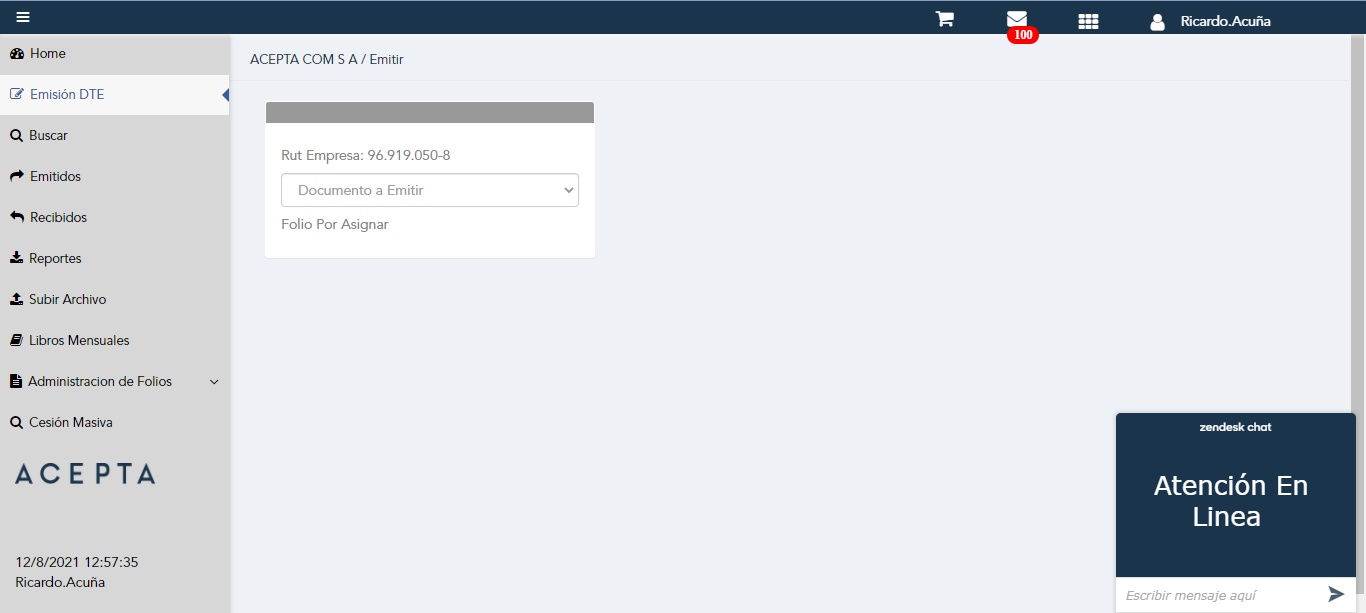 100
Ricardo.Acuña
Home
Emisión DTE
Buscar
Emitidos
Recibidos
Reportes
Subir Archivo
Libros Mensuales
Administracion de Folios
Cesión Masiva
ACEPTA
12/8/2021 12:57:35
Ricardo.Acuña
ACEPTA COM S A / Emitir
Rut Empresa: 96.919.050-8
Documento a Emitir
Folio Por Asignar
zendesk chat
Atención En
Linea
Escribir mensaje aquí